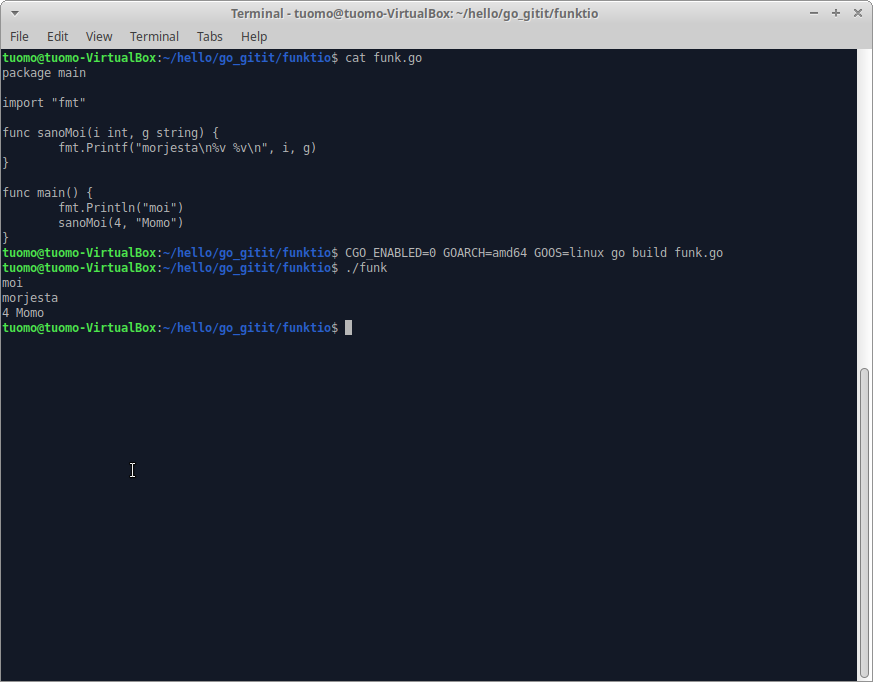 Terminal - tuomo@tuomo-VirtualBox: ~/hello/go_gitit/funktio
File Edit View Terminal Tabs Help
tuomo@tuomo-VirtualBox:~/hello/go_gitit/funktio$ cat funk.go
package main

import "fmt"

func sanoMoi(i int, g string) {
        fmt.Printf("morjesta\n%v %v\n", i, g)
}

func main() {
        fmt.Println("moi")
        sanoMoi(4, "Momo")
}
tuomo@tuomo-VirtualBox:~/hello/go_gitit/funktio$ CGO_ENABLED=0 GOARCH=amd64 GOOS=linux go build funk.go
tuomo@tuomo-VirtualBox:~/hello/go_gitit/funktio$ ./funk
moi
morjesta
4 Momo
tuomo@tuomo-VirtualBox:~/hello/go_gitit/funktio$